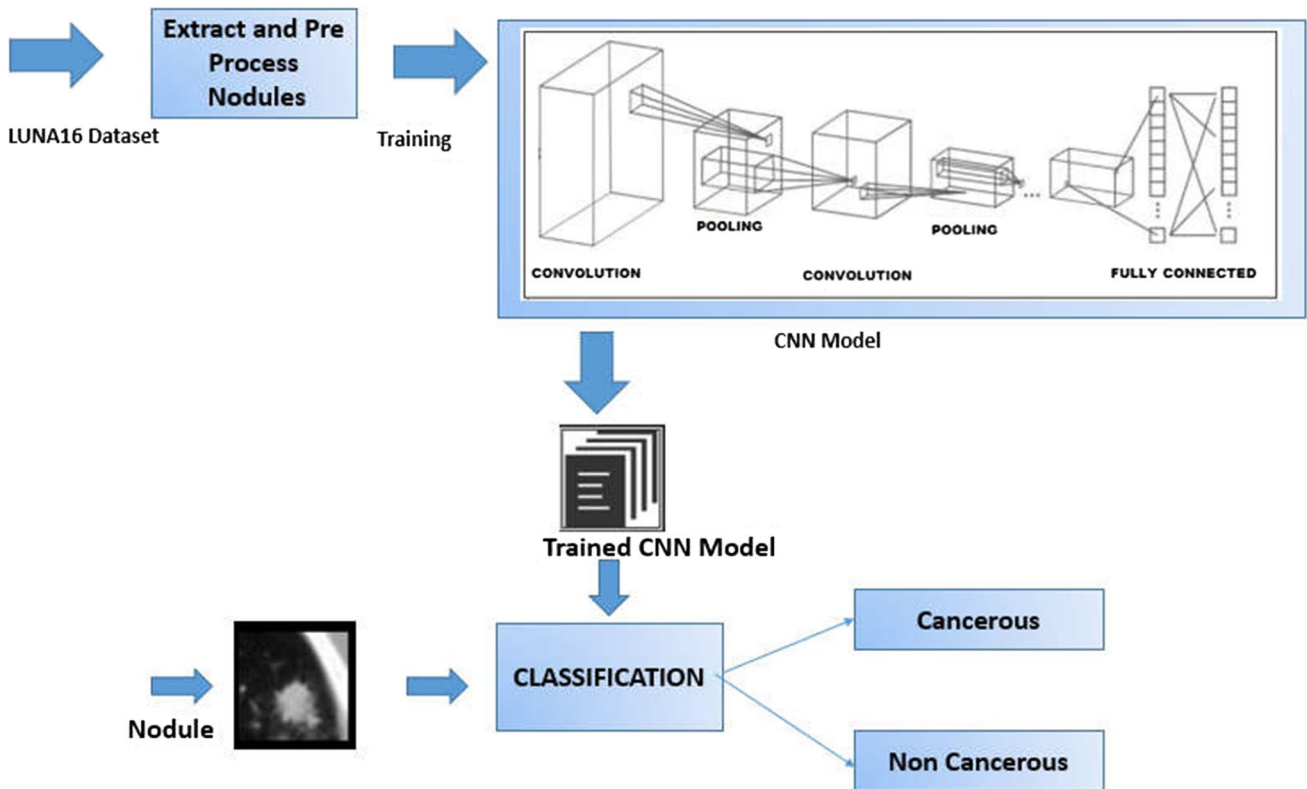 Extract and Pre
Process
Nodules
LUNA16 Dataset
Training
POOLING
POOLING
...
CONVOLUTION
CONVOLUTION
FULLY CONNECTED
CNN Model
Trained CNN Model
Cancerous
CLASSIFICATION
Nodule
Non Cancerous